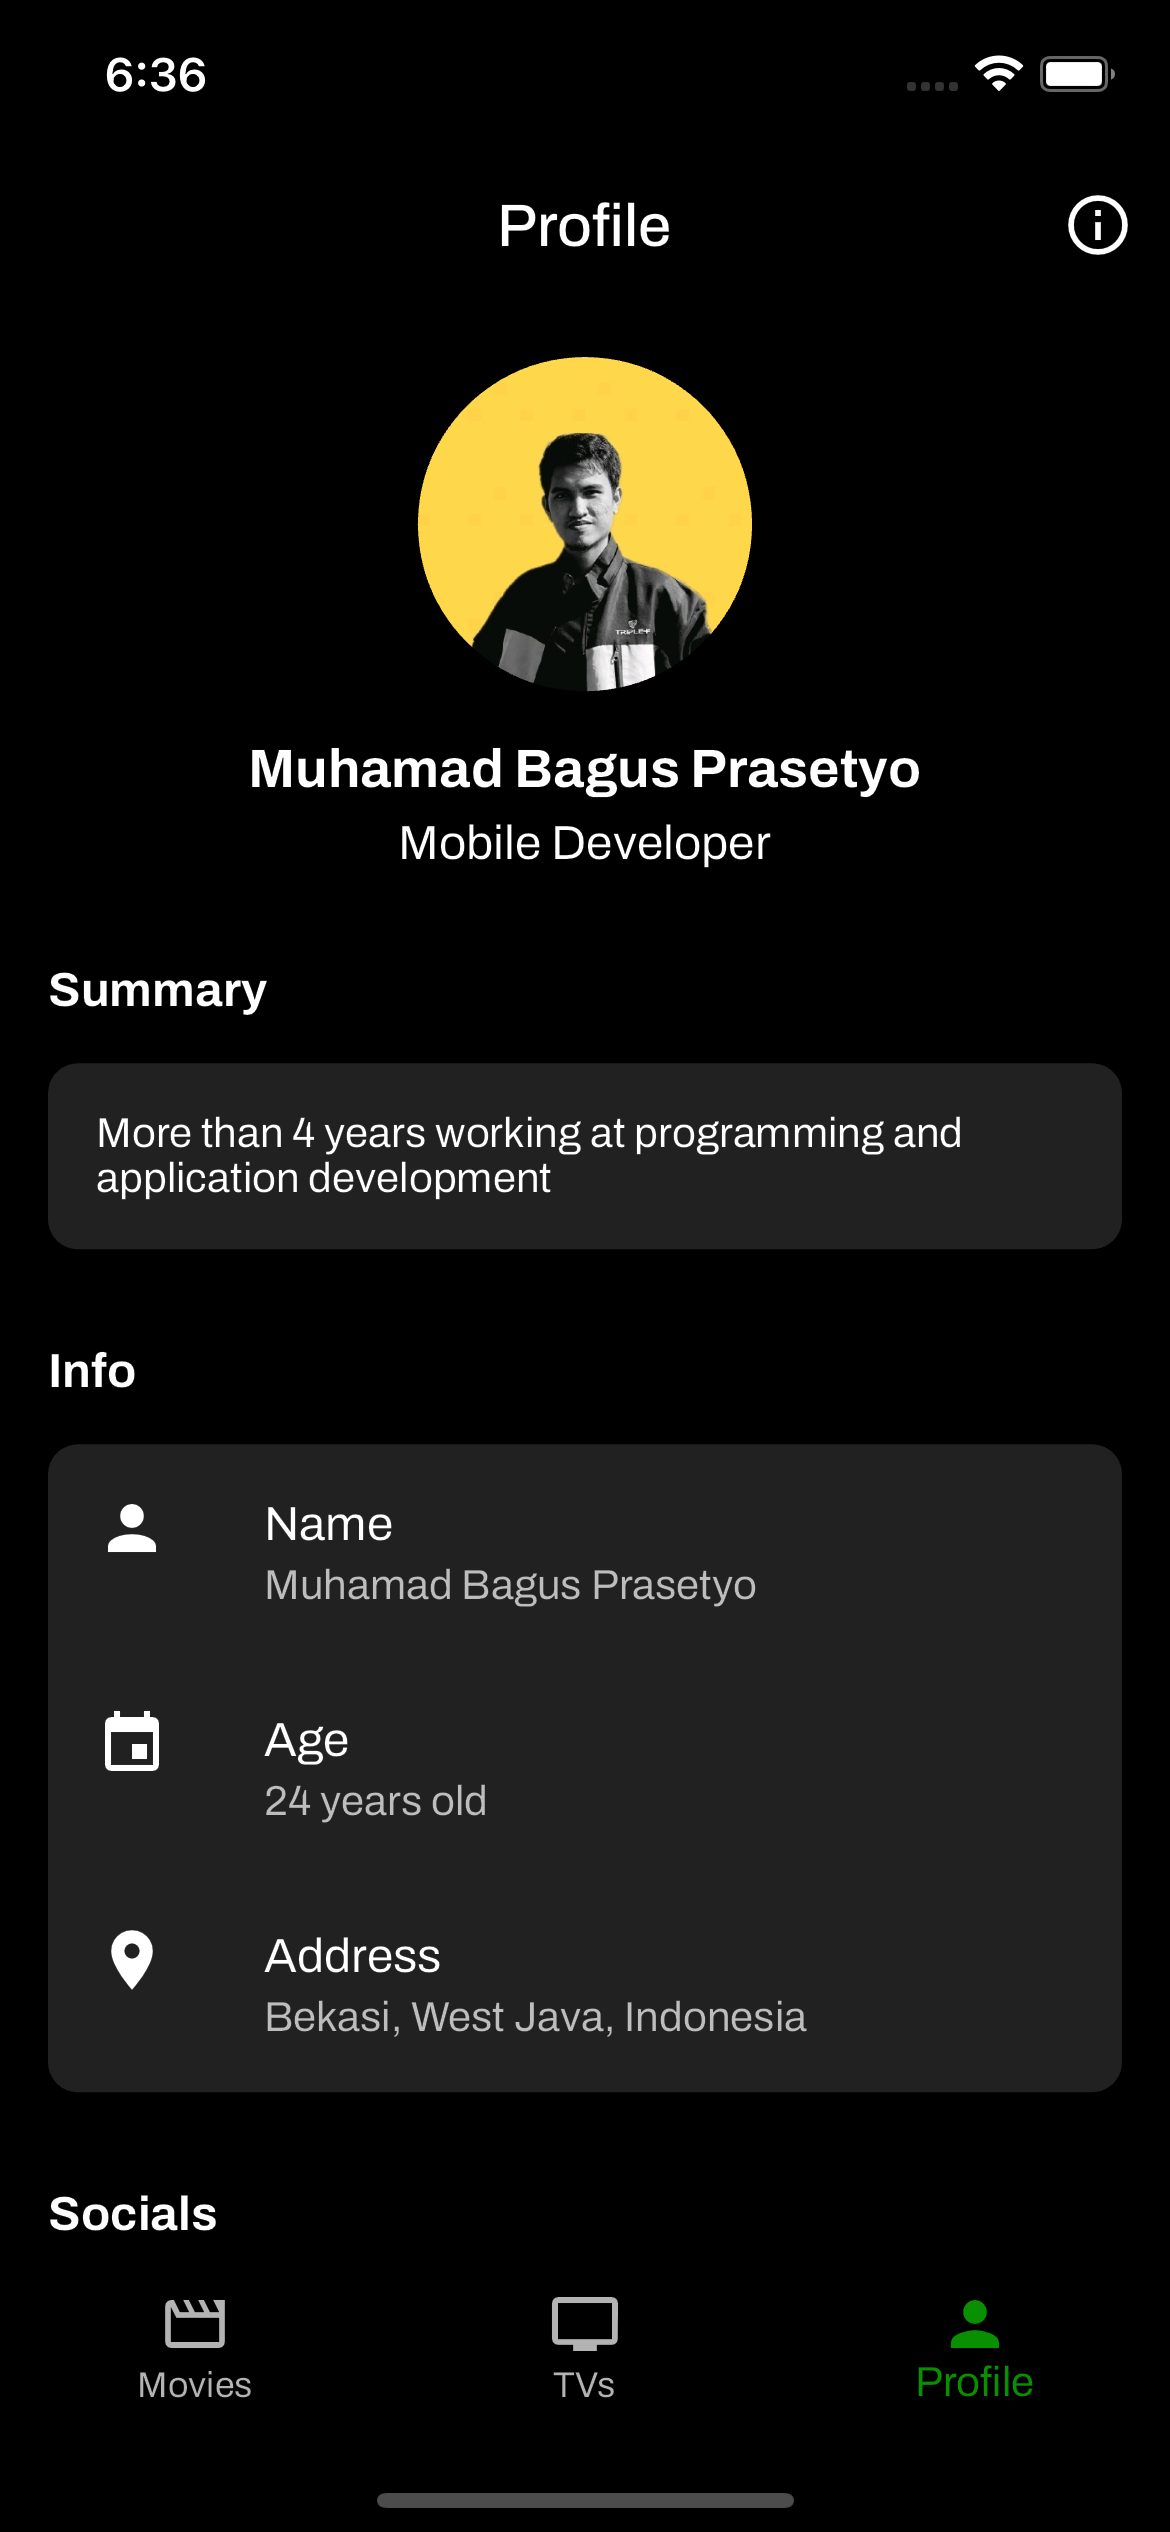 6:36
Profile
TRIPLE-F
Muhamad Bagus Prasetyo
Mobile Developer
Summary
More than 4 years working at programming and
application development
Info
Name
Muhamad Bagus Prasetyo
Age
24 years old
Address
Bekasi, West Java, Indonesia
Socials
Movies
TVs
Profile